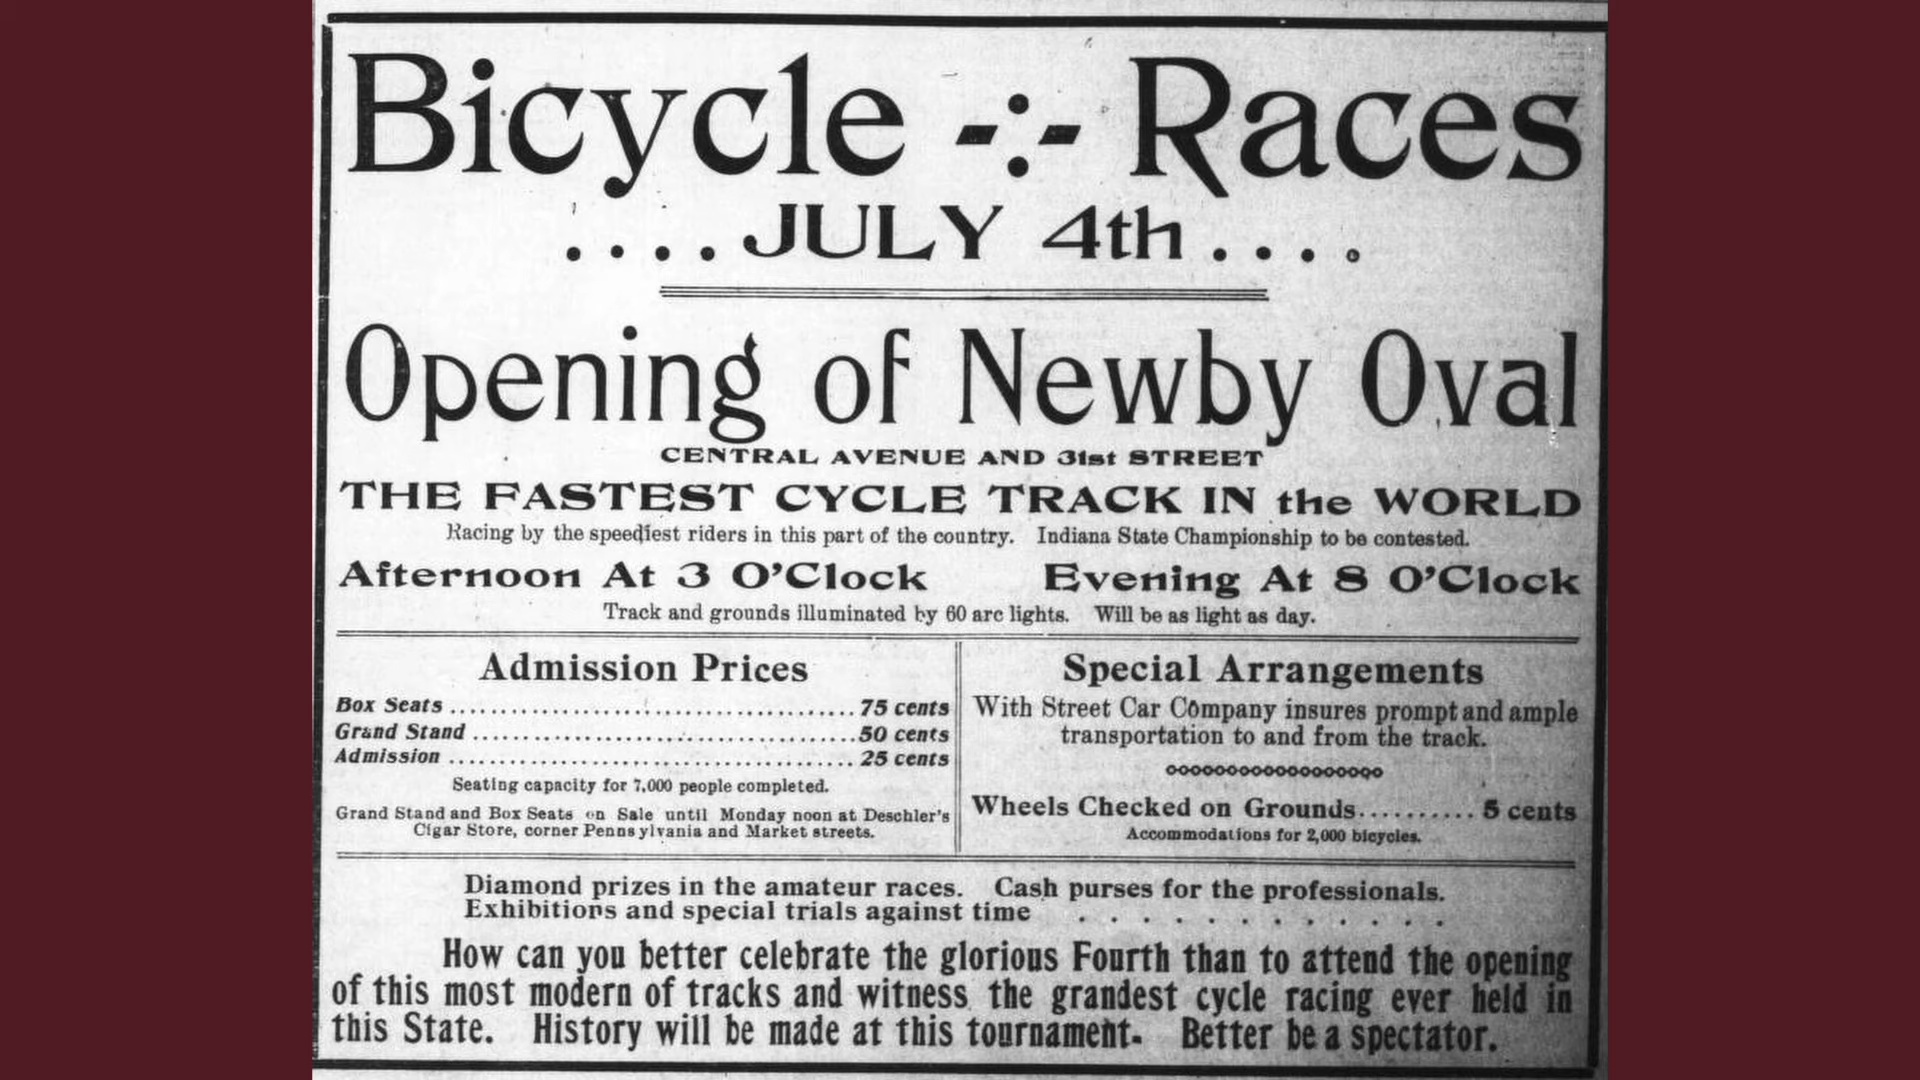 Bicycle -:- Races
....JULY 4th....
Opening of Newby Oval
CENTRAL AVENUE AND 31st STREET
THE FASTEST CYCLE TRACK IN the WORLD
Racing by the speediest riders in this part of the country. Indiana State Championship to be contested.
Afternoon At 3 O'Clock Evening At 8 O'Clock
Track and grounds illuminated by 60 arc lights. Will be as light as day.
Admission Prices
Box Seats ........................................ 75 cents
Grand Stand ...................................... 50 cents
Admission ........................................ 25 cents
Seating capacity for 7,000 people completed.
Grand Stand and Box Seats on Sale until Monday noon at Deschler's
Cigar Store, corner Pennsylvania and Market streets.
Special Arrangements
With Street Car Company insures prompt and ample
transportation to and from the track.
Wheels Checked on Grounds.......... 5 cents
Accommodations for 2,000 bicycles.
Diamond prizes in the amateur races. Cash purses for the professionals.
Exhibitions and special trials against time . . . . . . . . . . . .
How can you better celebrate the glorious Fourth than to attend the opening
of this most modern of tracks and witness the grandest cycle racing ever held in
this State. History will be made at this tournament. Better be a spectator.